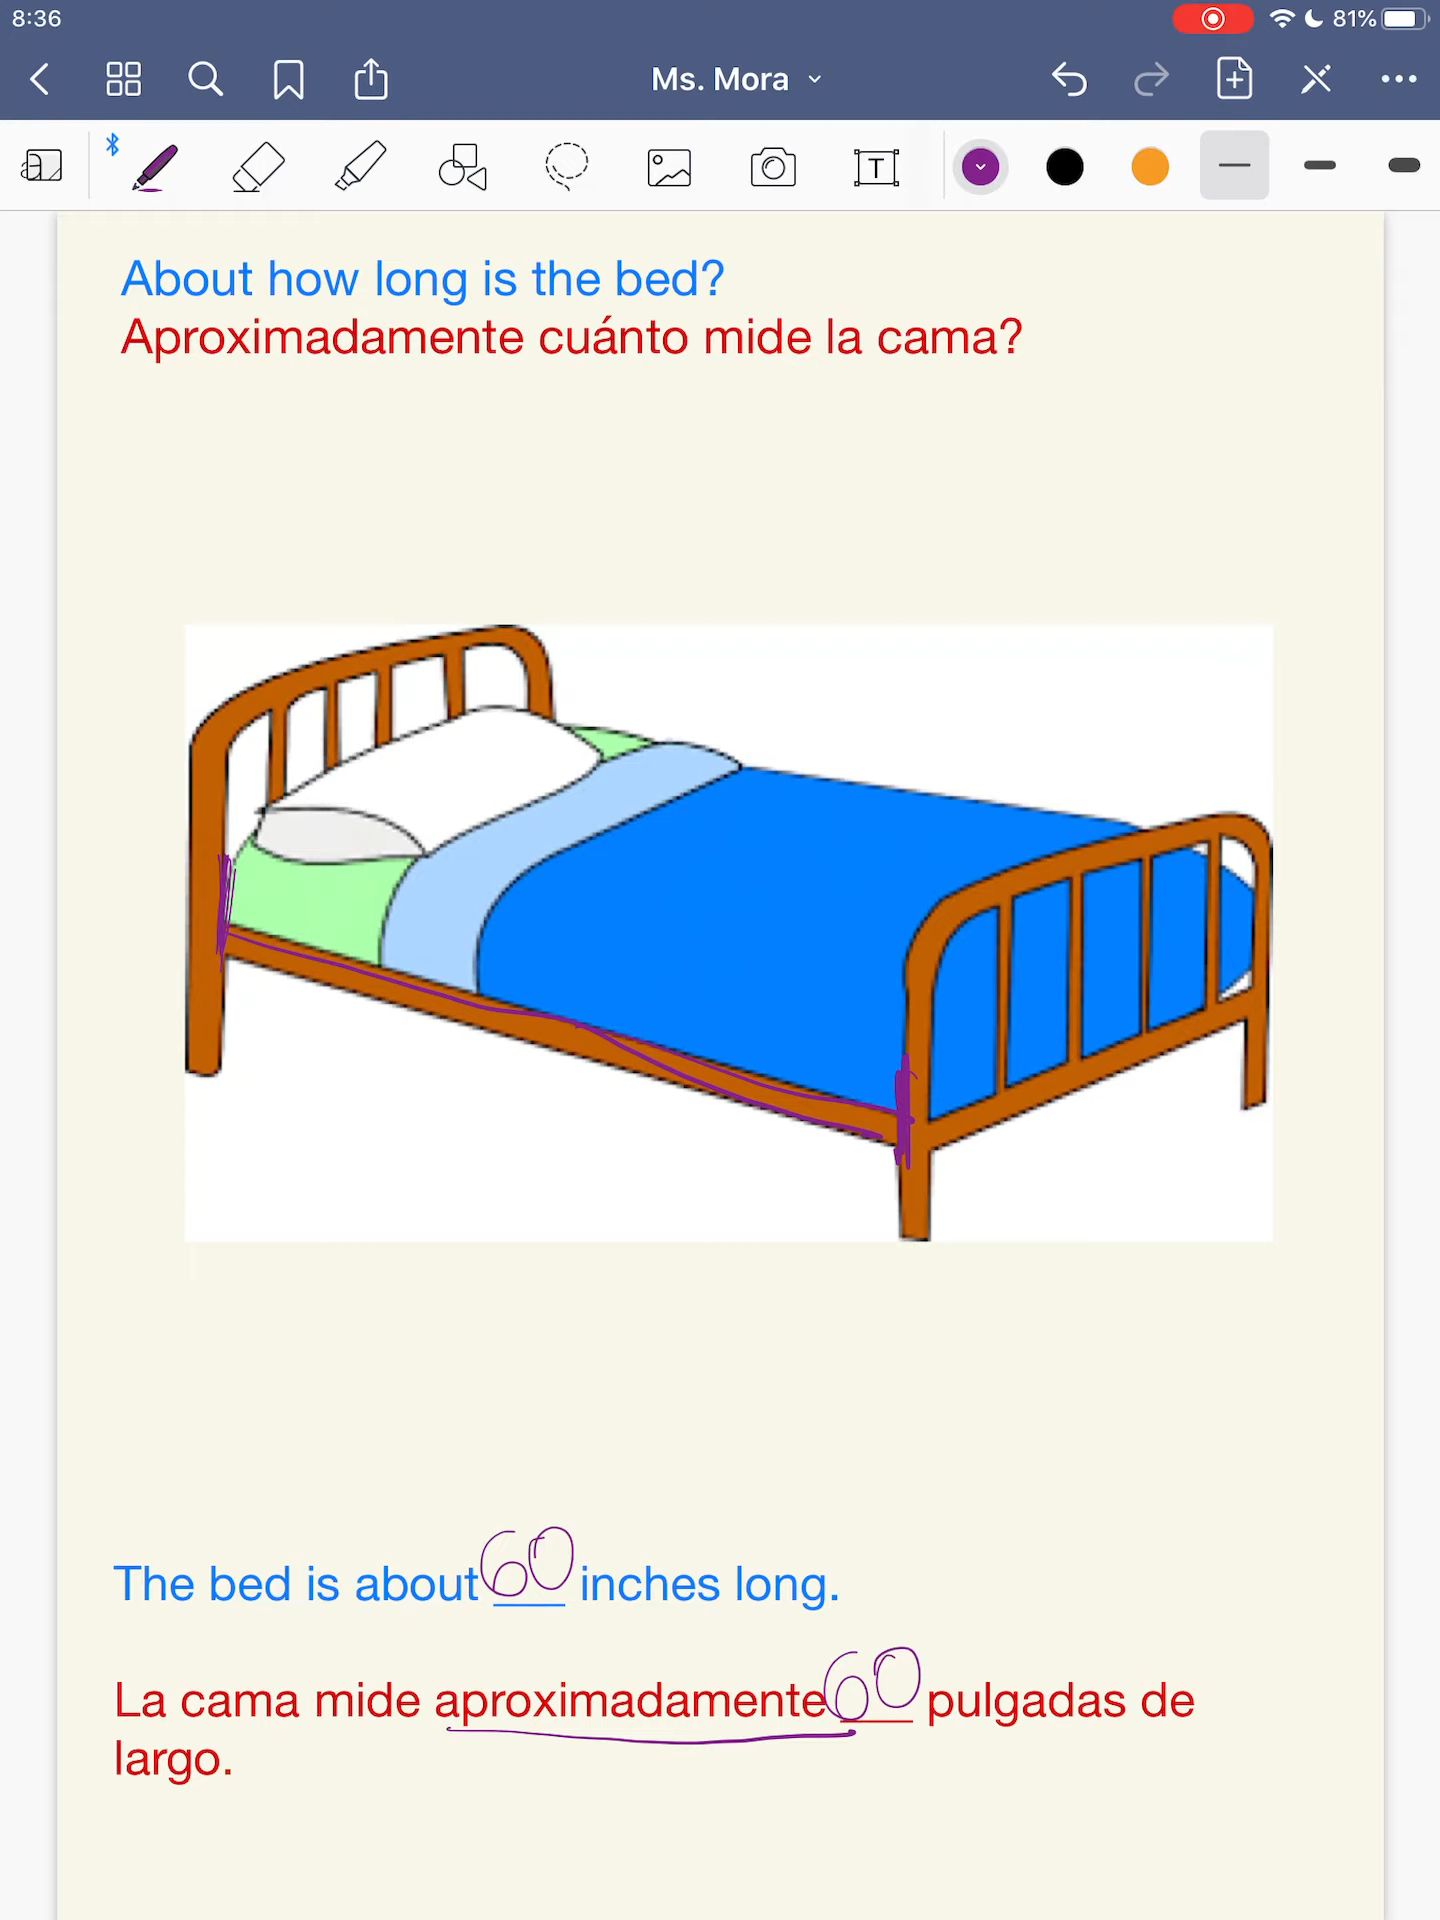 8:36
81%
Ms. Mora
a
T
About how long is the bed?
Aproximadamente cuánto mide la cama?
The bed is about 60 inches long.
La cama mide aproximadamente 60 pulgadas de
largo.